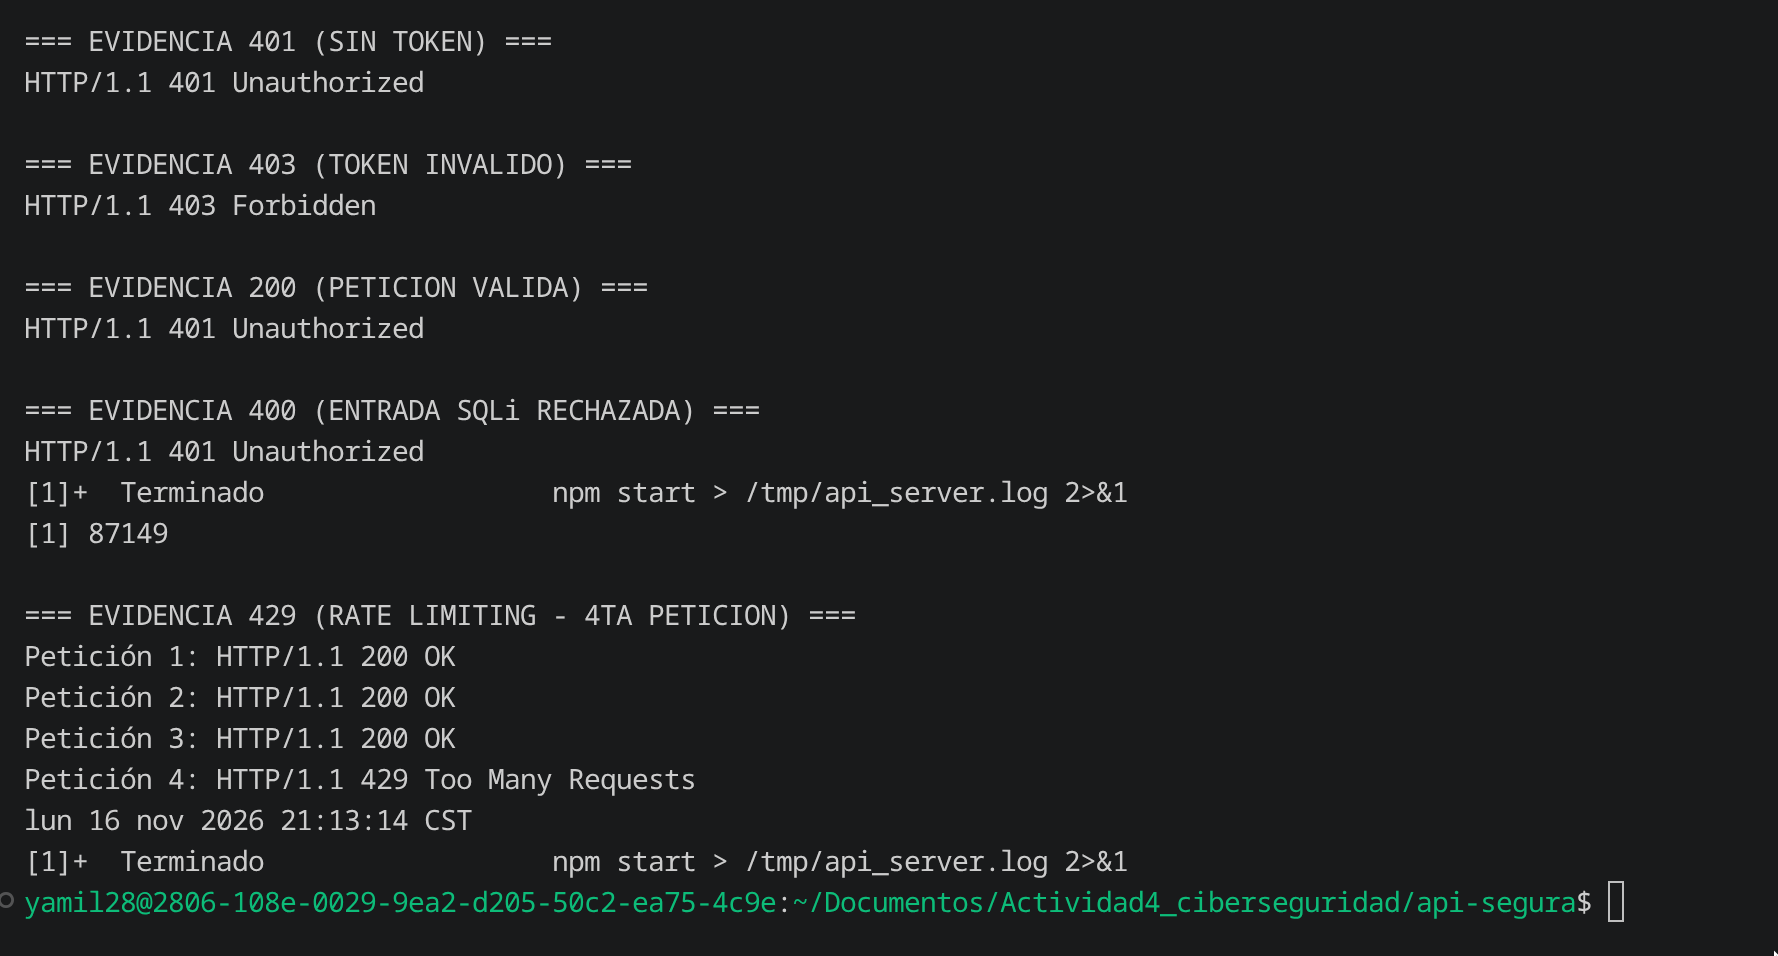 === EVIDENCIA 401 (SIN TOKEN) ===
HTTP/1.1 401 Unauthorized
=== EVIDENCIA 403 (TOKEN INVALIDO) ===
HTTP/1.1 403 Forbidden
=== EVIDENCIA 200 (PETICION VALIDA) ===
HTTP/1.1 401 Unauthorized
=== EVIDENCIA 400 (ENTRADA SQLi RECHAZADA) ===
HTTP/1.1 401 Unauthorized
[1]+  Terminado                  npm start > /tmp/api_server.log 2>&1
[1] 87149
=== EVIDENCIA 429 (RATE LIMITING - 4TA PETICION) ===
Petición 1: HTTP/1.1 200 OK
Petición 2: HTTP/1.1 200 OK
Petición 3: HTTP/1.1 200 OK
Petición 4: HTTP/1.1 429 Too Many Requests
lun 16 nov 2026 21:13:14 CST
[1]+  Terminado                  npm start > /tmp/api_server.log 2>&1
yamil28@2806-108e-0029-9ea2-d205-50c2-ea75-4c9e:~/Documentos/Actividad4_ciberseguridad/api-segura$